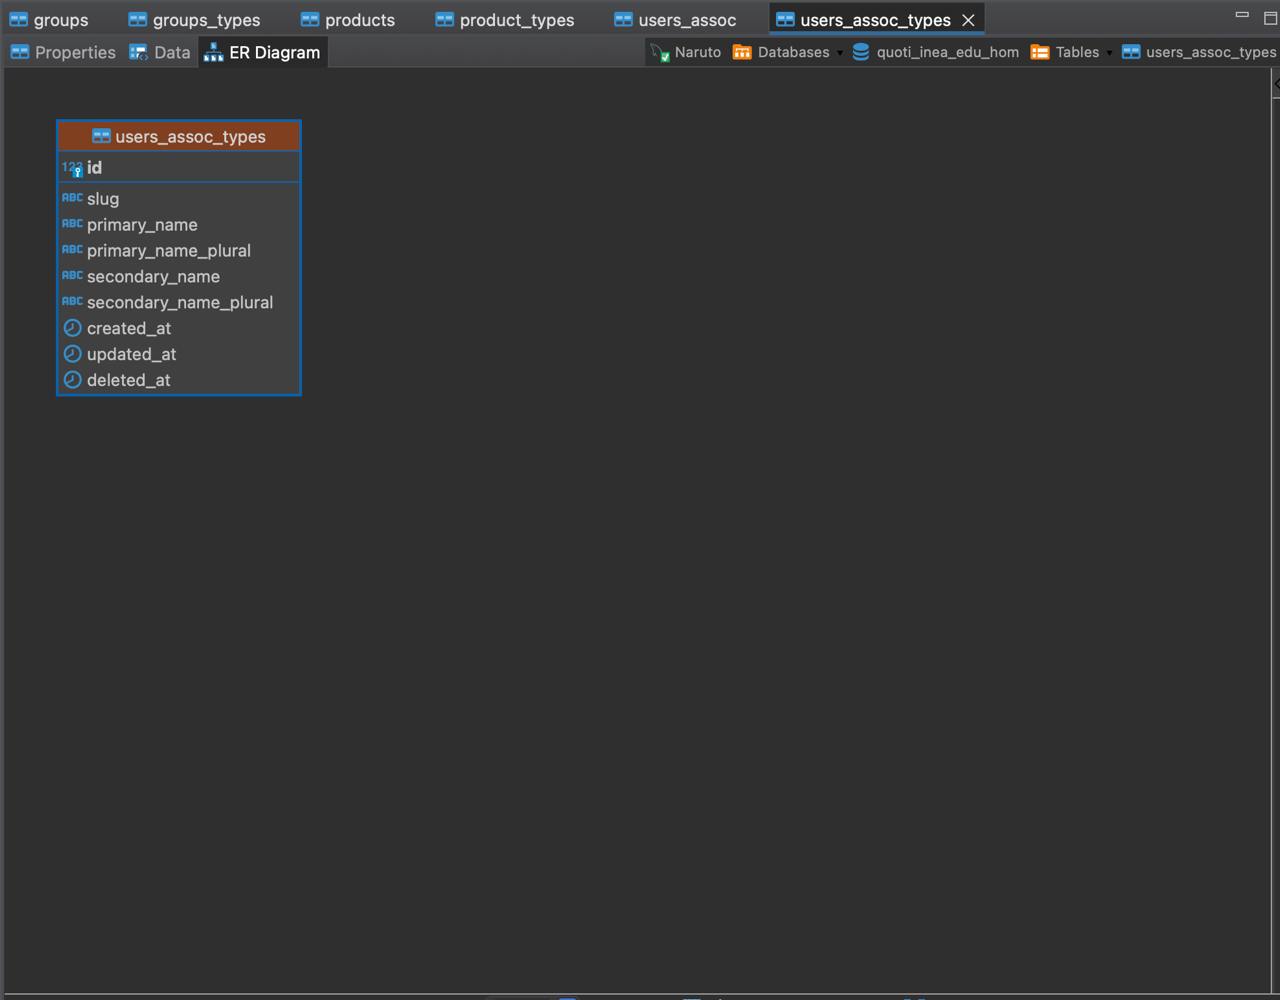 groups groups_types products product_types users_assoc users_assoc_types
Properties Data ER Diagram Naruto Databases quoti_inea_edu_hom Tables users_assoc_types
users_assoc_types
123 id
ABC slug
ABC primary_name
ABC primary_name_plural
ABC secondary_name
ABC secondary_name_plural
created_at
updated_at
deleted_at